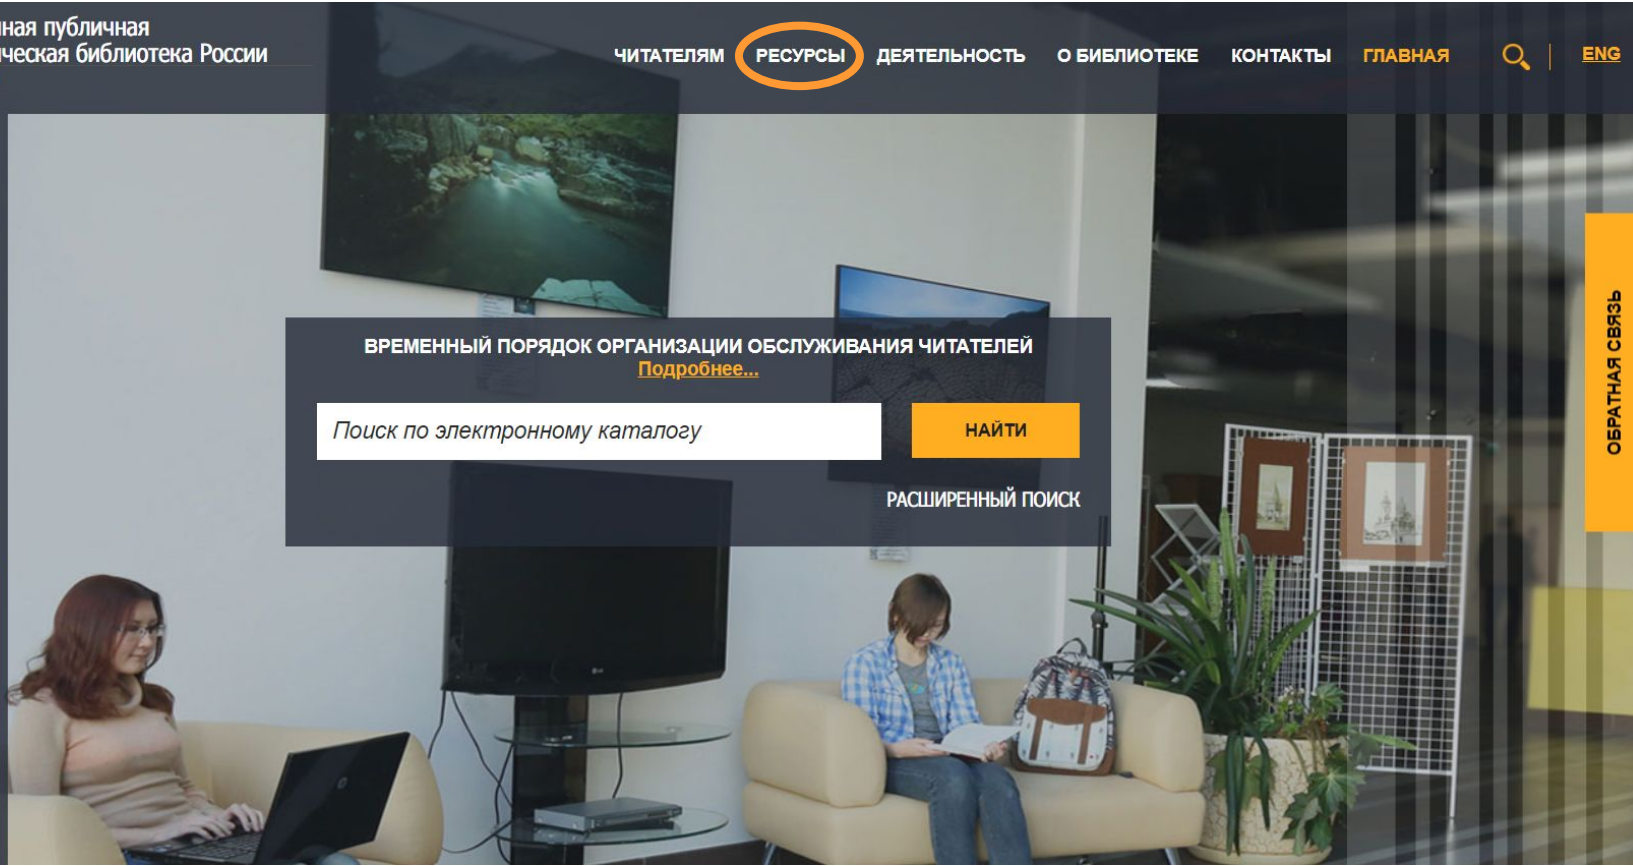 ная публичная
ческая библиотека России
ЧИТАТЕЛЯМ РЕСУРСЫ ДЕЯТЕЛЬНОСТЬ О БИБЛИОТЕКЕ КОНТАКТЫ ГЛАВНАЯ ENG
ВРЕМЕННЫЙ ПОРЯДОК ОРГАНИЗАЦИИ ОБСЛУЖИВАНИЯ ЧИТАТЕЛЕЙ
Подробнее...
Поиск по электронному каталогу
НАЙТИ
РАСШИРЕННЫЙ ПОИСК
ОБРАТНАЯ СВЯЗЬ